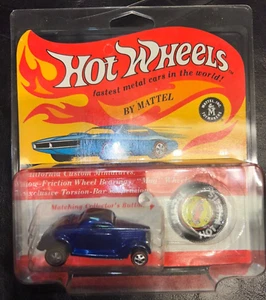 HOT WHEELS
fastest metal cars in the world!
BY MATTEL
California Custom Miniatures
Low-Friction Wheel Bearings
Exclusive Torsion-Bar
Matching Collector's Button